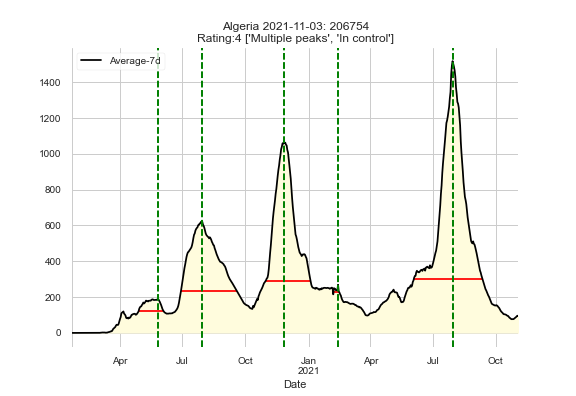 Algeria 2021-11-03: 206754
Rating:4 ['Multiple peaks', 'In control']
Average-7d
1400
1200
1000
800
600
400
200
0
Apr
Jul
Oct
Jan
2021
Apr
Jul
Oct
Date